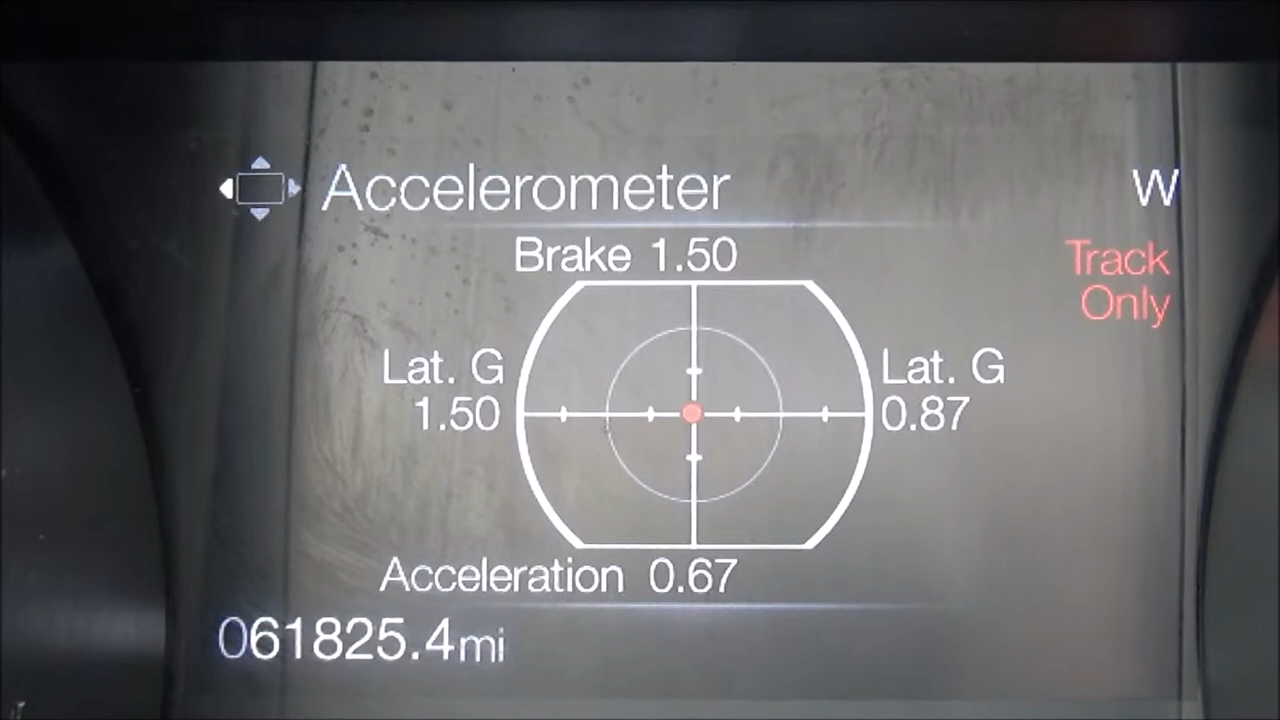 Accelerometer
W
Brake 1.50
Track
Only
Lat. G
1.50
Lat. G
0.87
Acceleration 0.67
061825.4mi